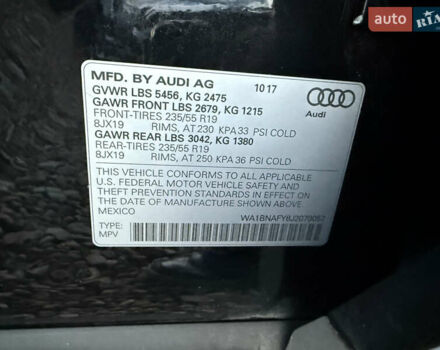 auto RIA
MFD. BY AUDI AG 10 17
GVWR LBS 5456, KG 2475
GAWR FRONT LBS 2679, KG 1215
FRONT-TIRES 235/55 R19
8JX19 RIMS, AT 230 KPA 33 PSI COLD
GAWR REAR LBS 3042, KG 1380
REAR-TIRES 235/55 R19
8JX19 RIMS, AT 250 KPA 36 PSI COLD
Audi
THIS VEHICLE CONFORMS TO ALL APPLICABLE
U.S. FEDERAL MOTOR VEHICLE SAFETY STANDARDS
AND THEFT PREVENTION STANDARDS IN EFFECT ON
THE DATE OF MANUFACTURE SHOWN ABOVE. MADE IN
MEXICO
WA1BNAFY8J2070057
TYPE:
MPV